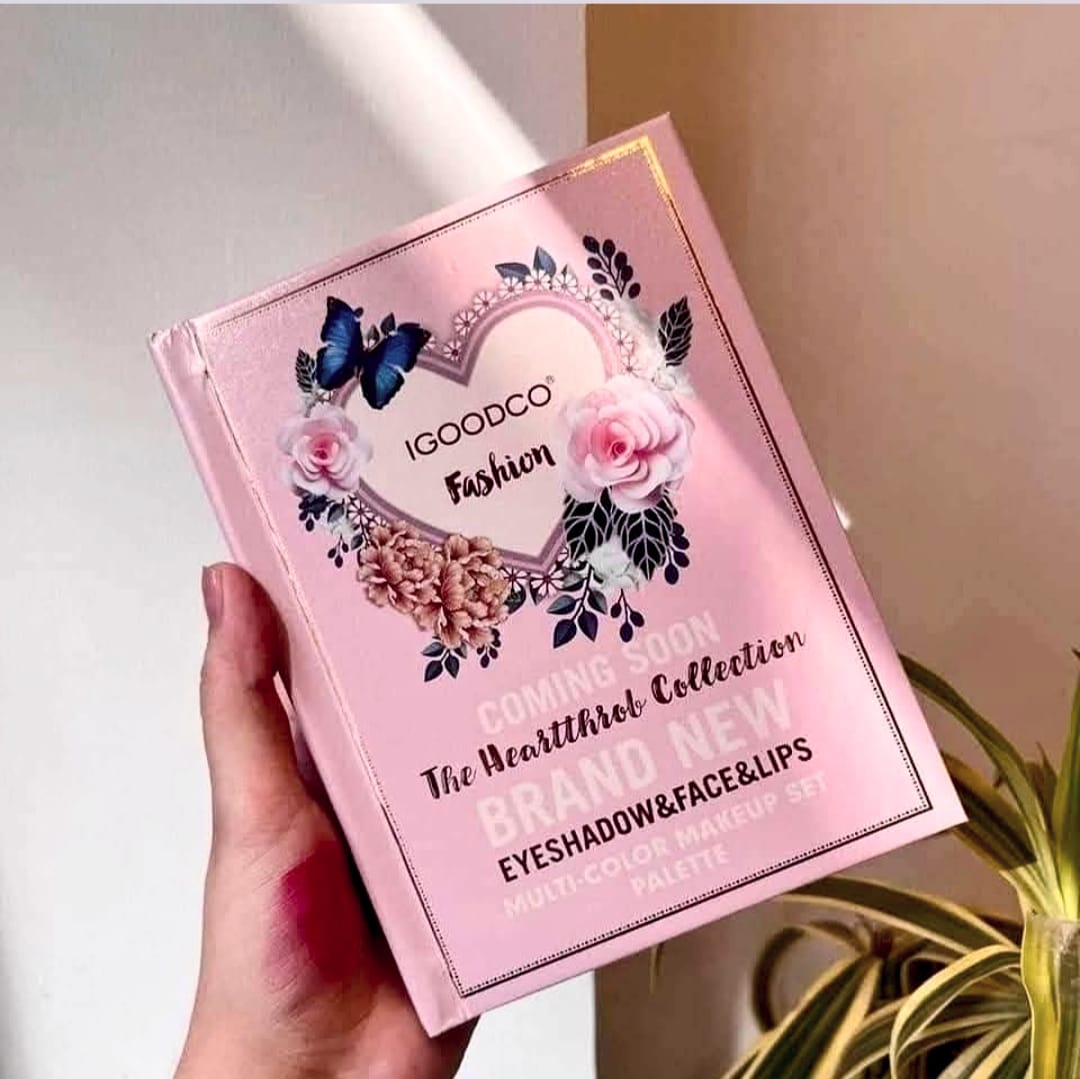 IGOODCO®
Fashion
COMING SOON
The Heartthrob Collection
BRAND NEW
EYESHADOW&FACE&LIPS
MULTI-COLOR MAKEUP SET
PALETTE